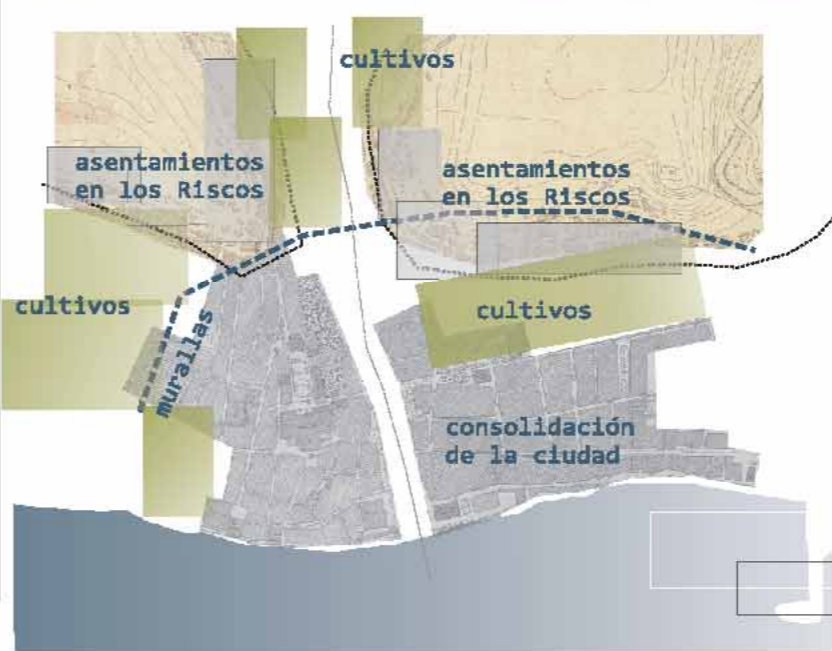 cultivos
asentamientos
en los Riscos
asentamientos
en los Riscos
cultivos
cultivos
murallas
consolidación
de la ciudad